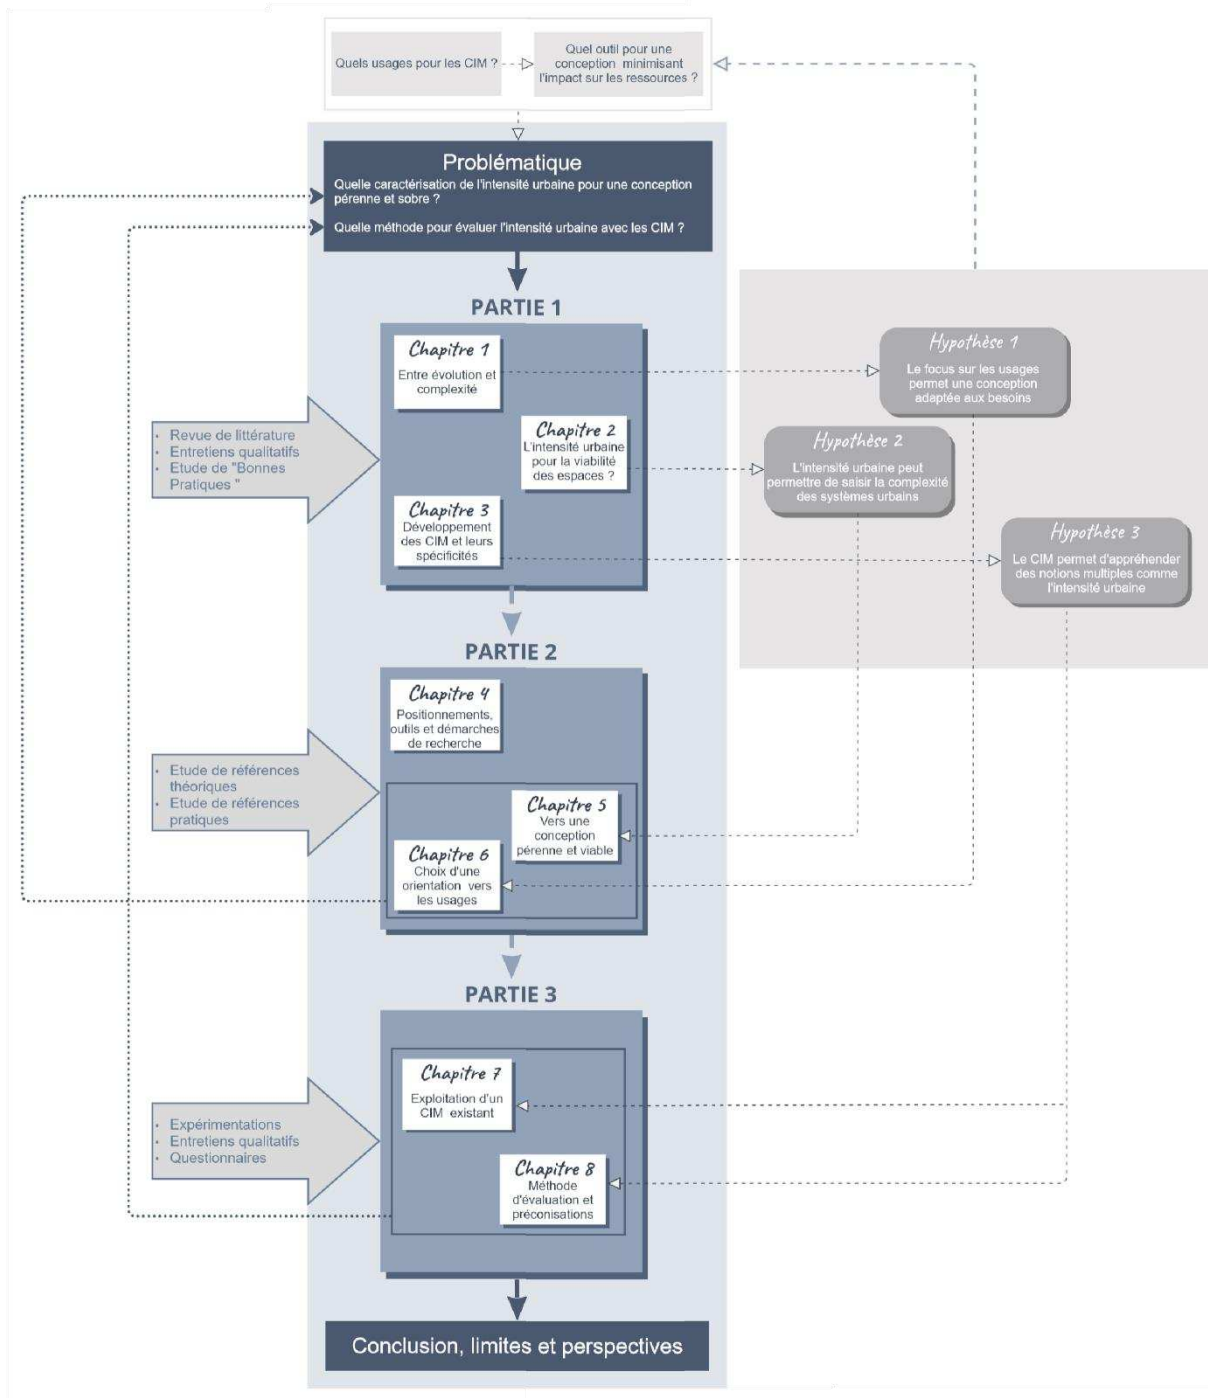 Quels usages pour les CIM ?
Quel outil pour une
conception minimisant
l'impact sur les ressources ?
Problématique
Quelle caractérisation de l'intensité urbaine pour une conception
pérenne et sobre ?
Quelle méthode pour évaluer l'intensité urbaine avec les CIM ?
PARTIE 1
Chapitre 1
Entre évolution et
complexité
Chapitre 2
L'intensité urbaine
pour la viabilité
des espaces ?
Chapitre 3
Développement
des CIM et leurs
spécificités
• Revue de littérature
• Entretiens qualitatifs
• Etude de "Bonnes
Pratiques "
Hypothèse 1
Le focus sur les usages
permet une conception
adaptée aux besoins
Hypothèse 2
L'intensité urbaine peut
permettre de saisir la complexité
des systèmes urbains
Hypothèse 3
Le CIM permet d'appréhender
des notions multiples comme
l'intensité urbaine
PARTIE 2
Chapitre 4
Positionnements,
outils et démarches
de recherche
• Etude de références
théoriques
• Etude de références
pratiques
Chapitre 5
Vers une
conception
pérenne et viable
Chapitre 6
Choix d'une
orientation vers
les usages
PARTIE 3
Chapitre 7
Exploitation d'un
CIM existant
• Expérimentations
• Entretiens qualitatifs
• Questionnaires
Chapitre 8
Méthode
d'évaluation et
préconisations
Conclusion, limites et perspectives